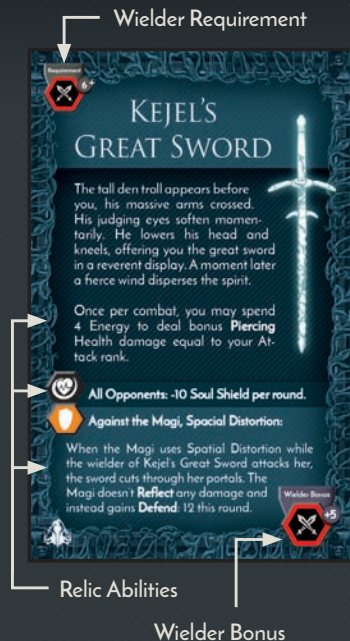 Wielder Requirement
Requirement
6+
KEJEL'S
GREAT SWORD
The tall den troll appears before
you, his massive arms crossed.
His judging eyes soften momen-
tarily. He lowers his head and
kneels, offering you the great sword
in a reverent display. A moment later
a fierce wind disperses the spirit.
Once per combat, you may spend
4 Energy to deal bonus Piercing
Health damage equal to your At-
tack rank.
All Opponents: -10 Soul Shield per round.
Against the Magi, Spacial Distortion:
When the Magi uses Spatial Distortion while
the wielder of Kejel's Great Sword attacks her,
the sword cuts through her portals. The
Magi doesn't Reflect any damage and
instead gains Defend: 12 this round.
Wielder Bonus
+5
Relic Abilities
Wielder Bonus